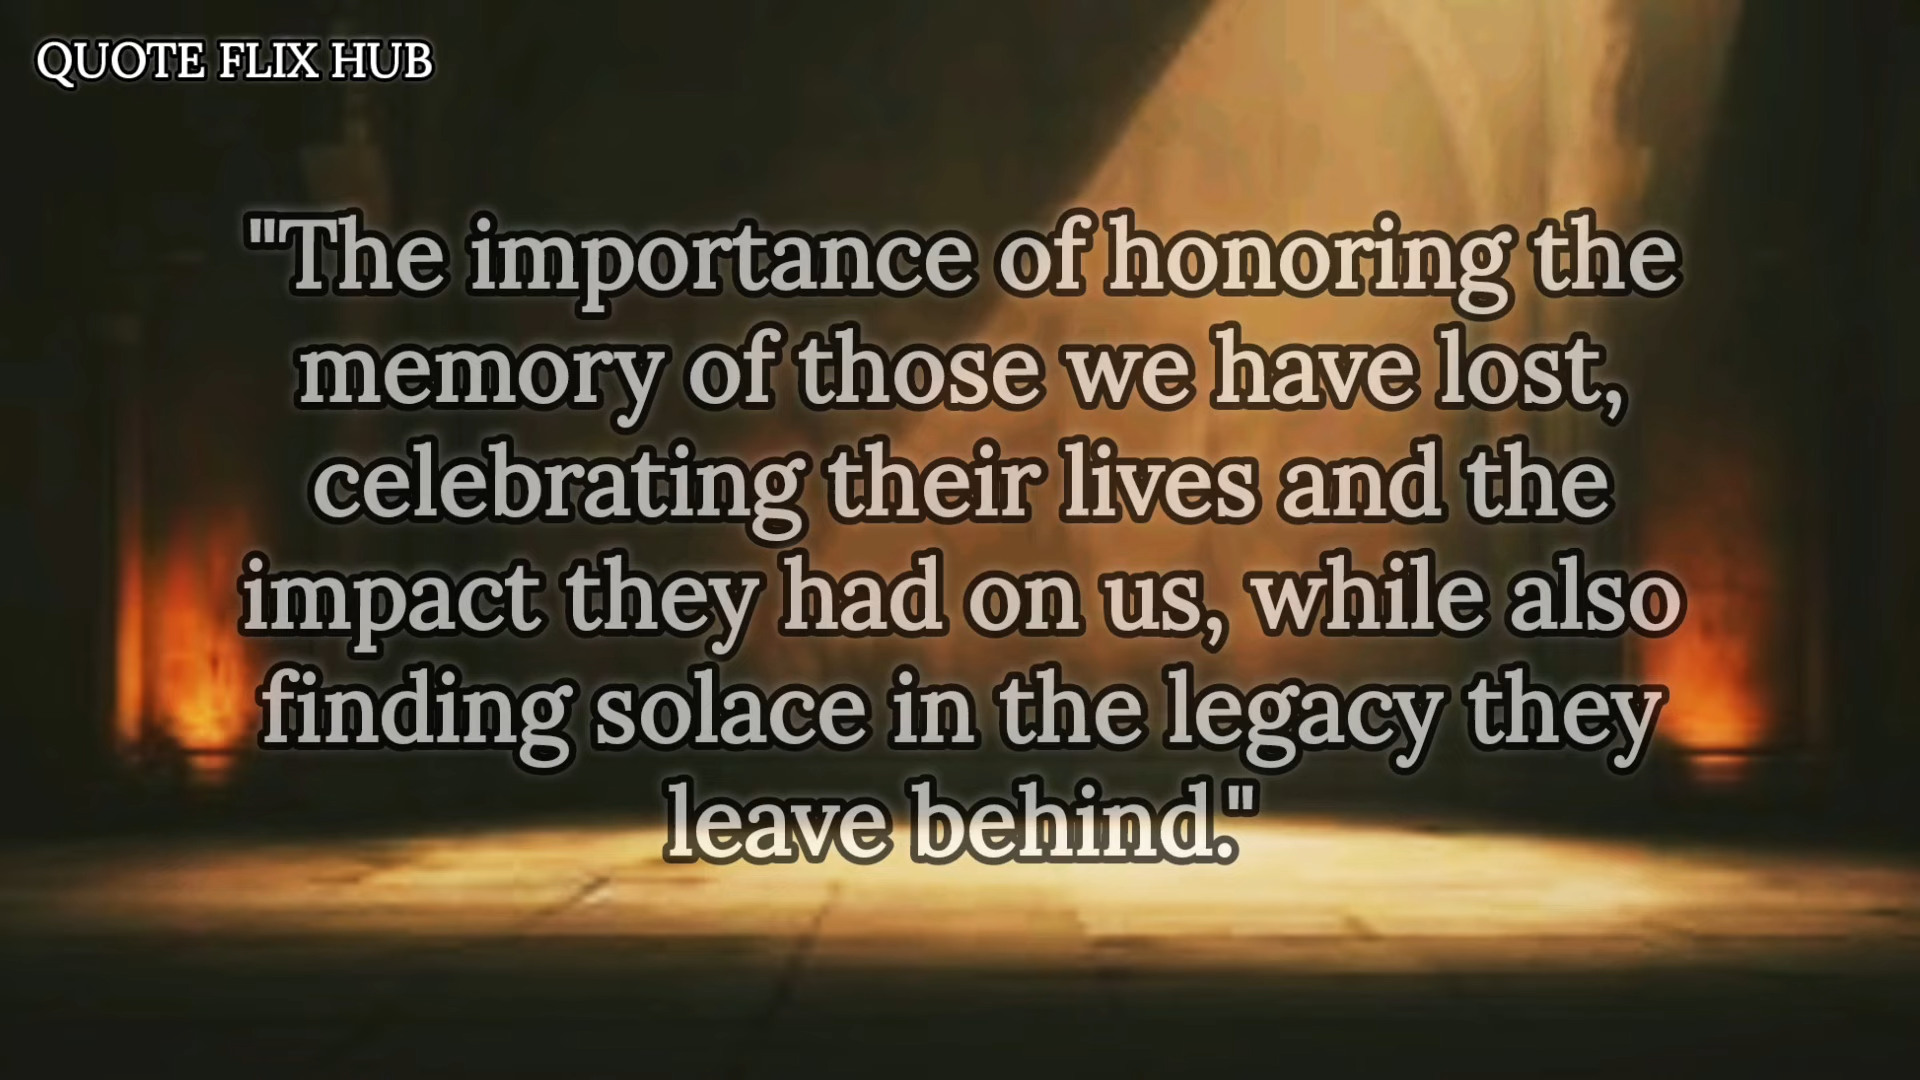 QUOTE FLIX HUB
"The importance of honoring the
memory of those we have lost,
celebrating their lives and the
impact they had on us, while also
finding solace in the legacy they
leave behind."